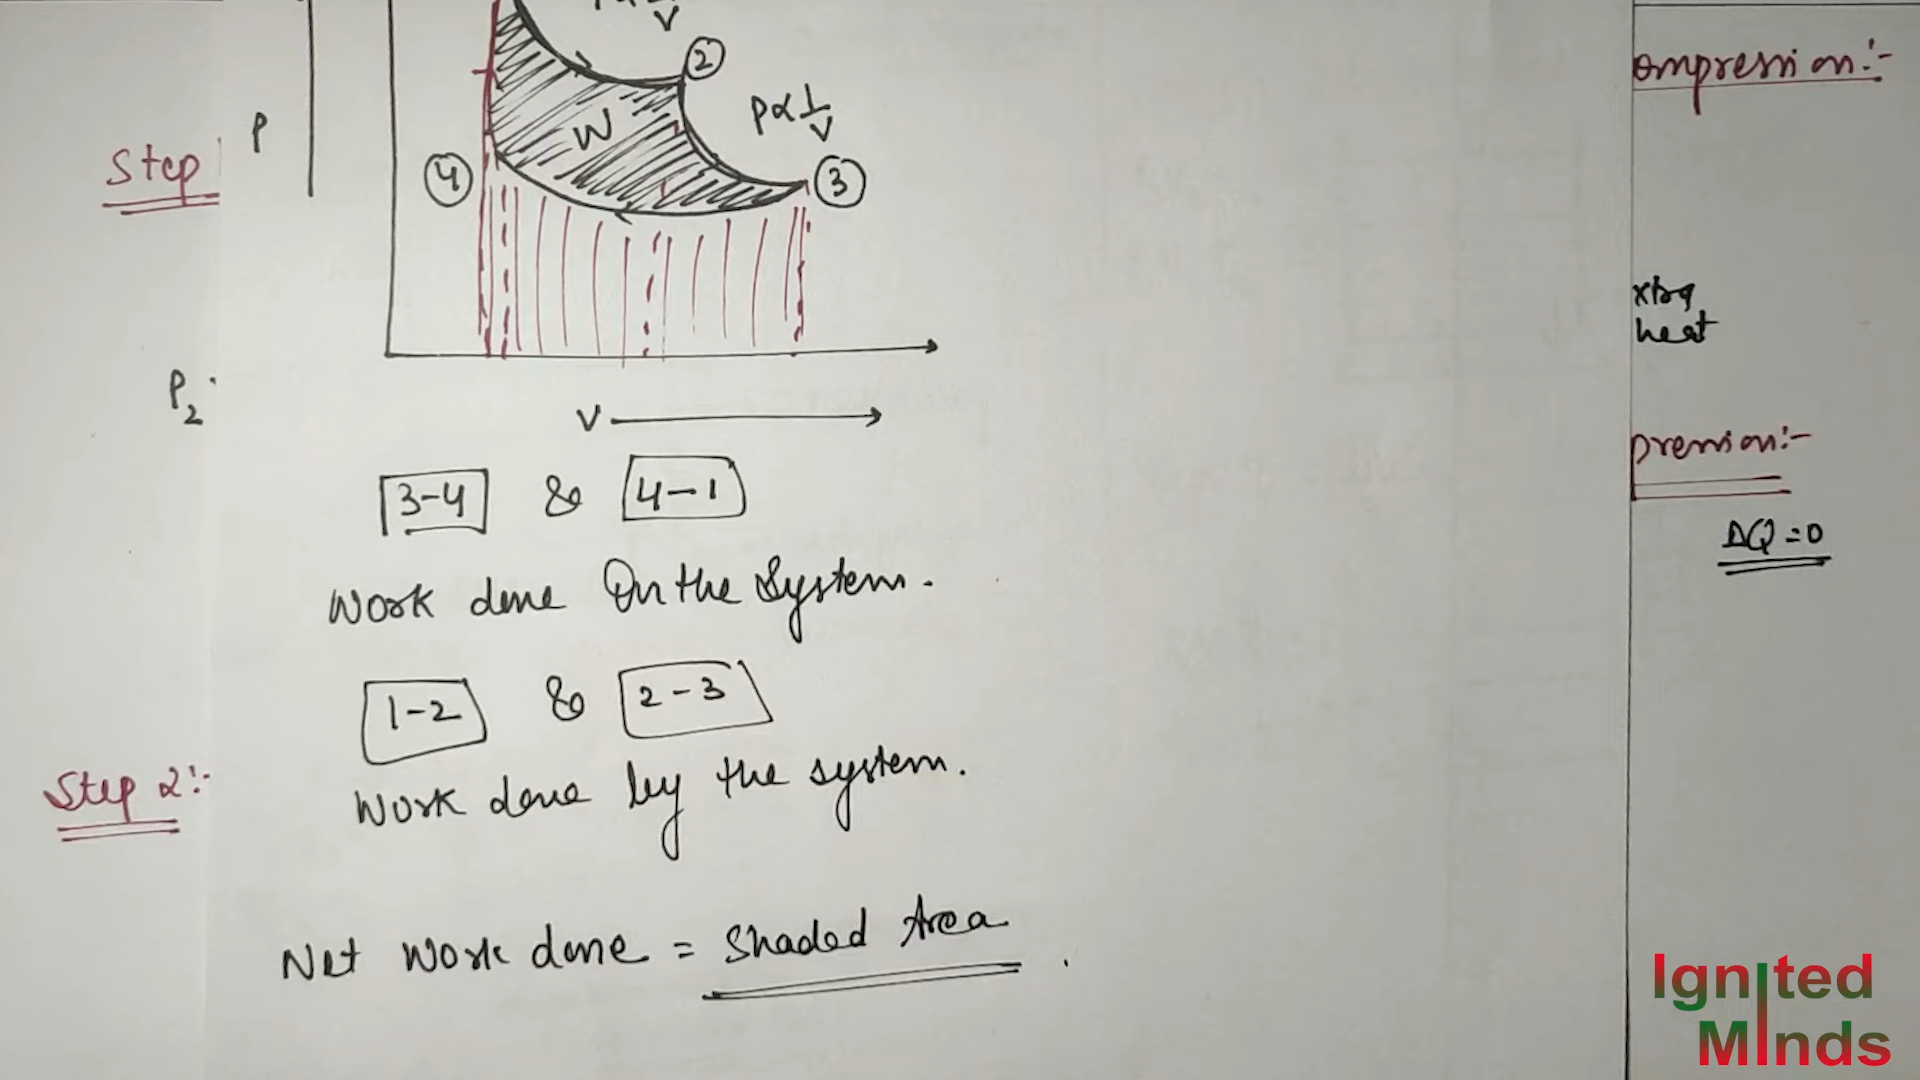 2
P
P ∝ 1/V
W
Step
4
3
P2
V
3-4 & 4-1
Work done On the System.
1-2 & 2-3
Step 2:-
Work done by the system.
Net Work done = Shaded Area.
ompression:-
xtra
heat
pression:-
ΔQ=0
Ignited
Minds